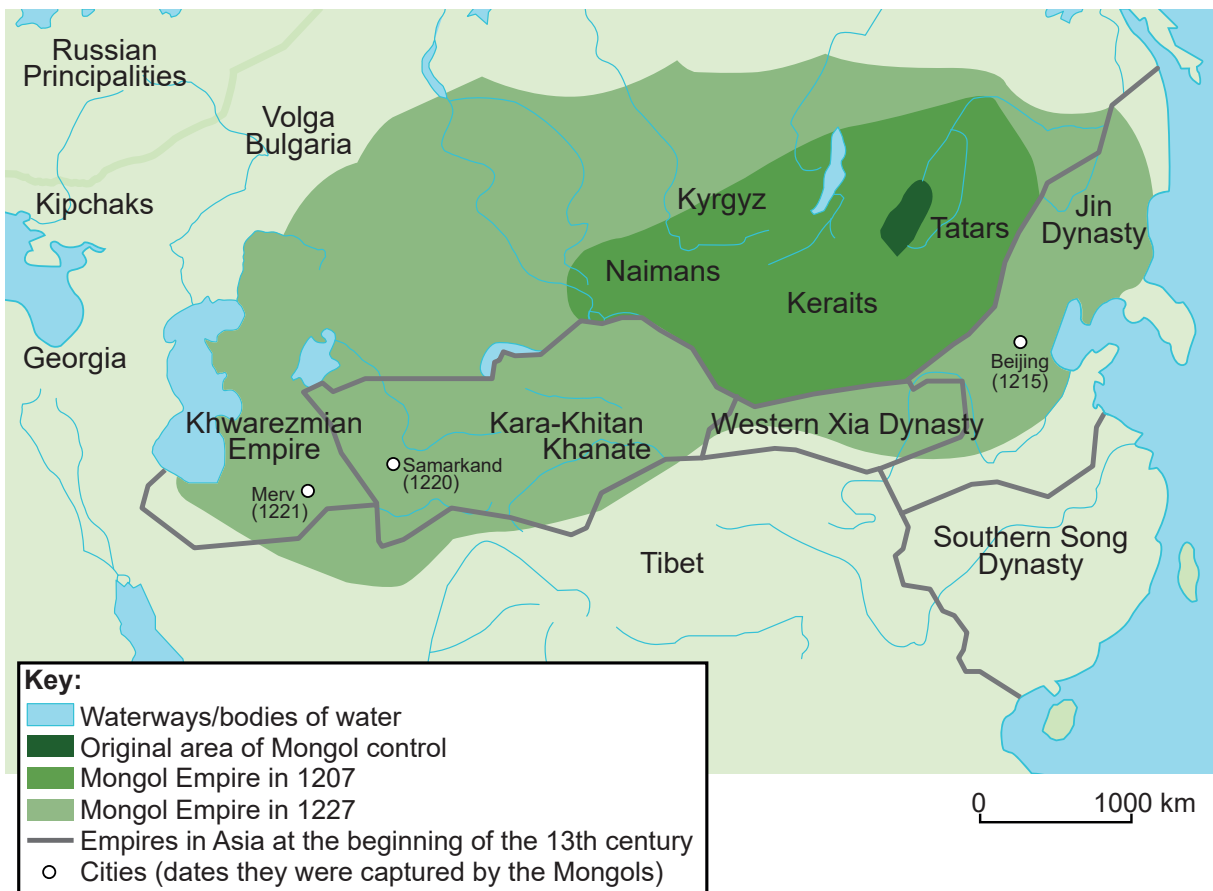 Russian
Principalities
Volga
Bulgaria
Kipchaks
Kyrgyz
Tatars
Jin
Dynasty
Naimans
Keraits
Georgia
Beijing
(1215)
Khwarezmian
Empire
Kara-Khitan
Khanate
Western Xia Dynasty
Samarkand
(1220)
Merv
(1221)
Tibet
Southern Song
Dynasty
Key:
Waterways/bodies of water
Original area of Mongol control
Mongol Empire in 1207
Mongol Empire in 1227
Empires in Asia at the beginning of the 13th century
Cities (dates they were captured by the Mongols)
0 1000 km